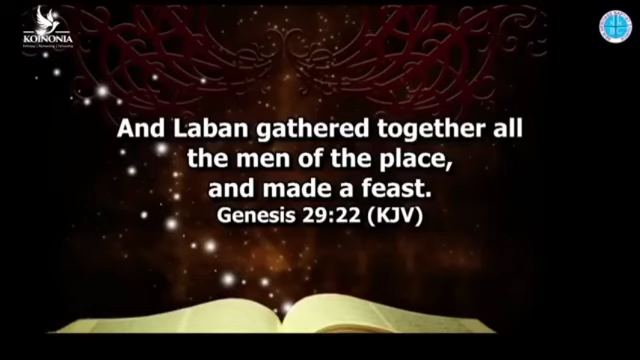 KOINONIA
And Laban gathered together all
the men of the place,
and made a feast.
Genesis 29:22 (KJV)